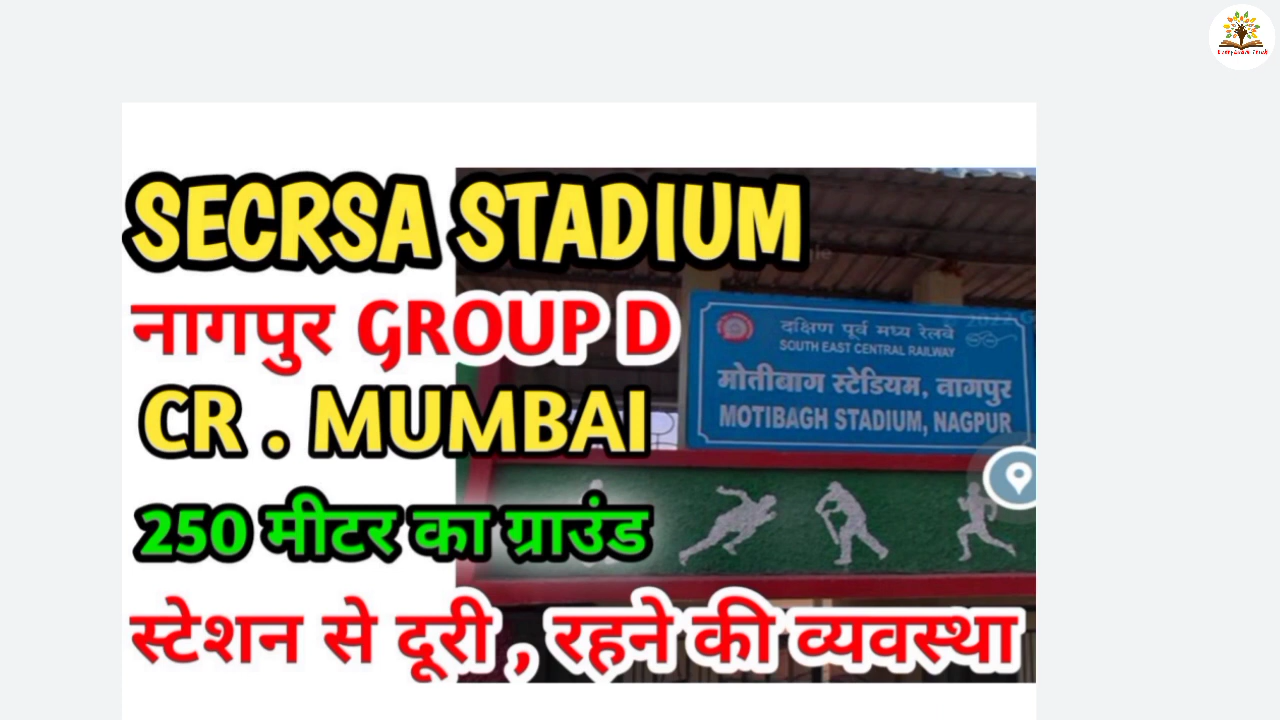 SECRSA STADIUM
नागपुर GROUP D
CR . MUMBAI
250 मीटर का ग्राउंड
स्टेशन से दूरी , रहने की व्यवस्था
दक्षिण पूर्व मध्य रेलवे
SOUTH EAST CENTRAL RAILWAY
मोतीबाग स्टेडियम, नागपुर
MOTIBAGH STADIUM, NAGPUR